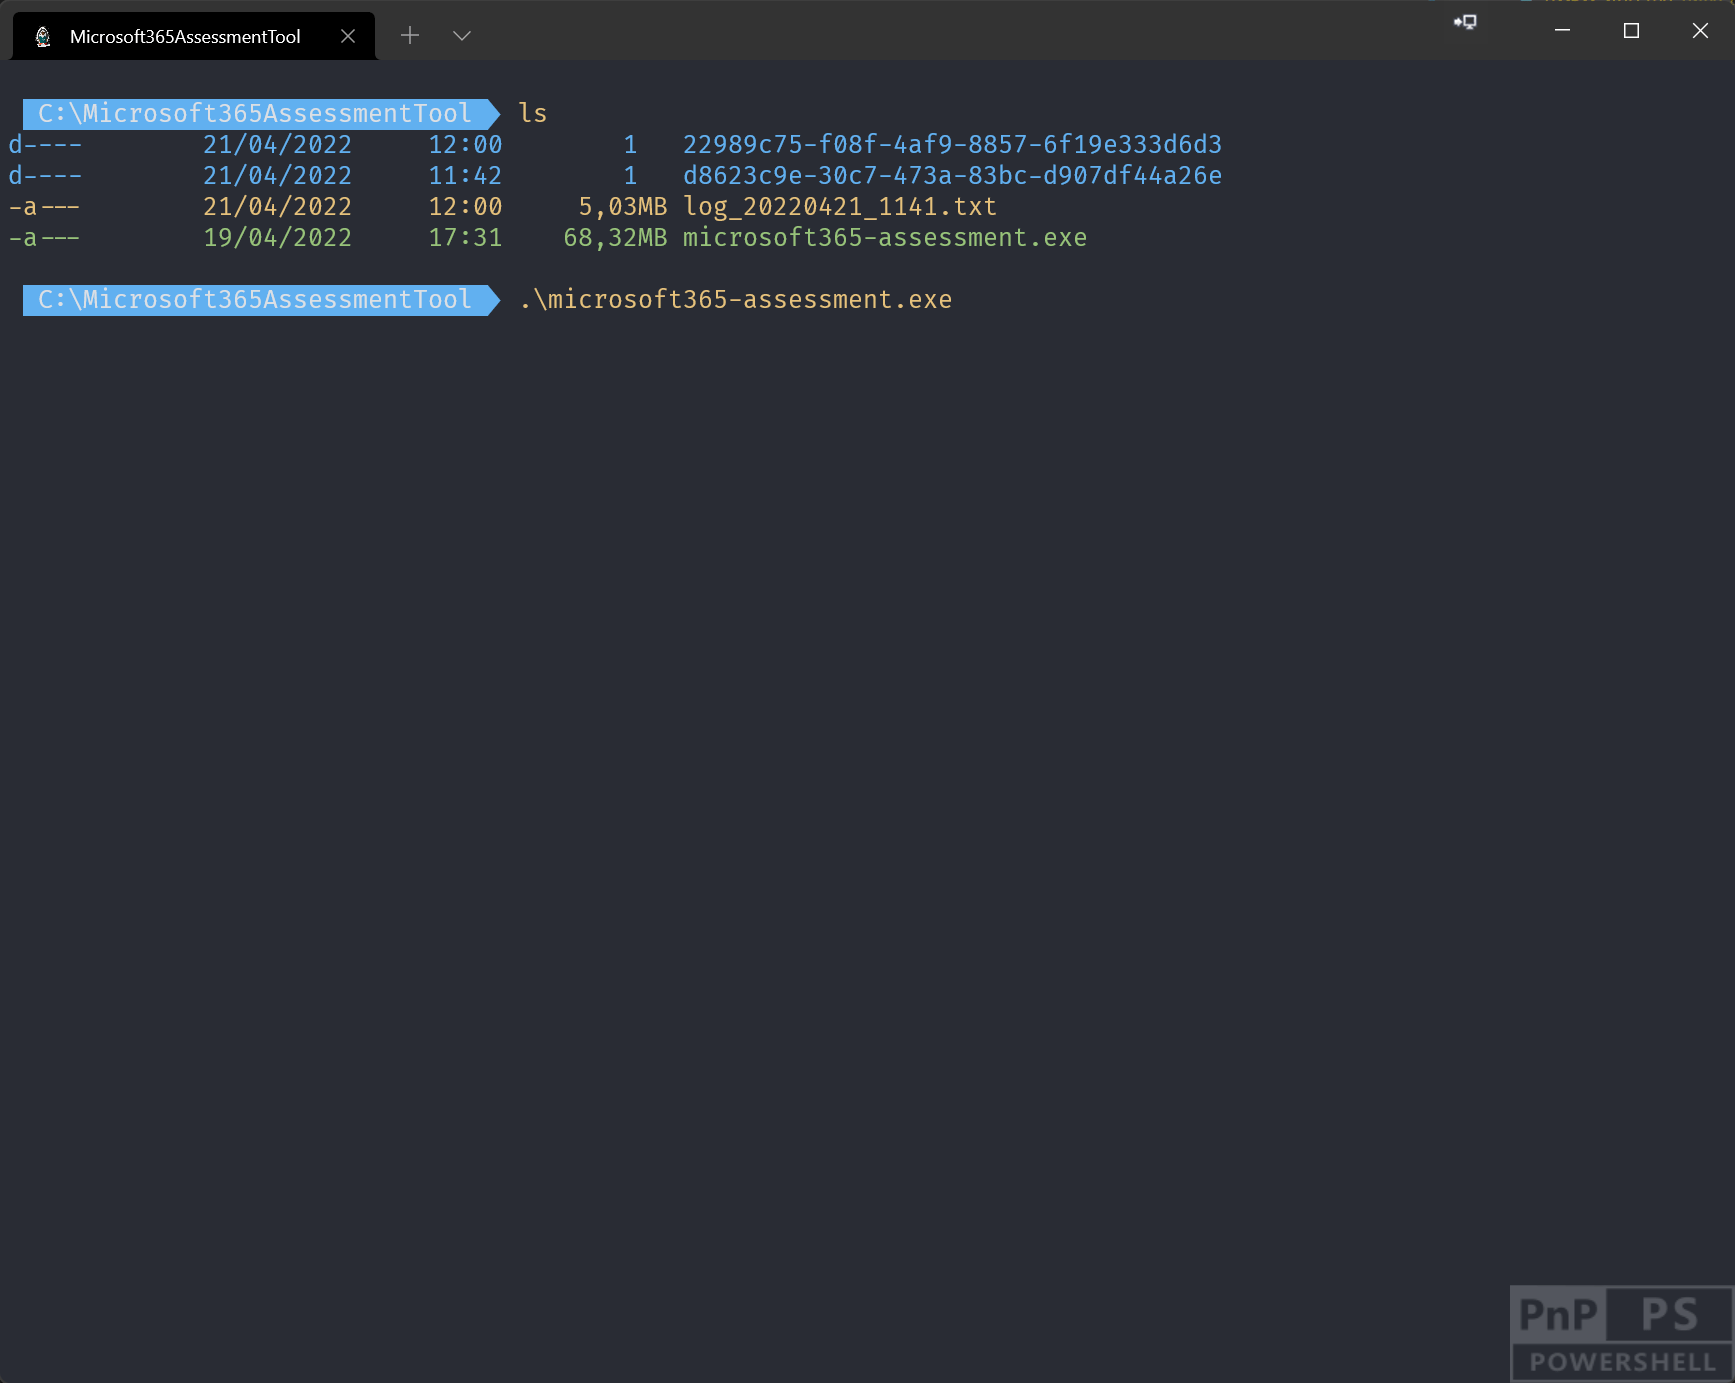 Microsoft365AssessmentTool
C:\Microsoft365AssessmentTool ls
d---- 21/04/2022 12:00 1 22989c75-f08f-4af9-8857-6f19e333d6d3
d---- 21/04/2022 11:42 1 d8623c9e-30c7-473a-83bc-d907df44a26e
-a--- 21/04/2022 12:00 5,03MB log_20220421_1141.txt
-a--- 19/04/2022 17:31 68,32MB microsoft365-assessment.exe
C:\Microsoft365AssessmentTool .\microsoft365-assessment.exe
PnP PS
POWERSHELL